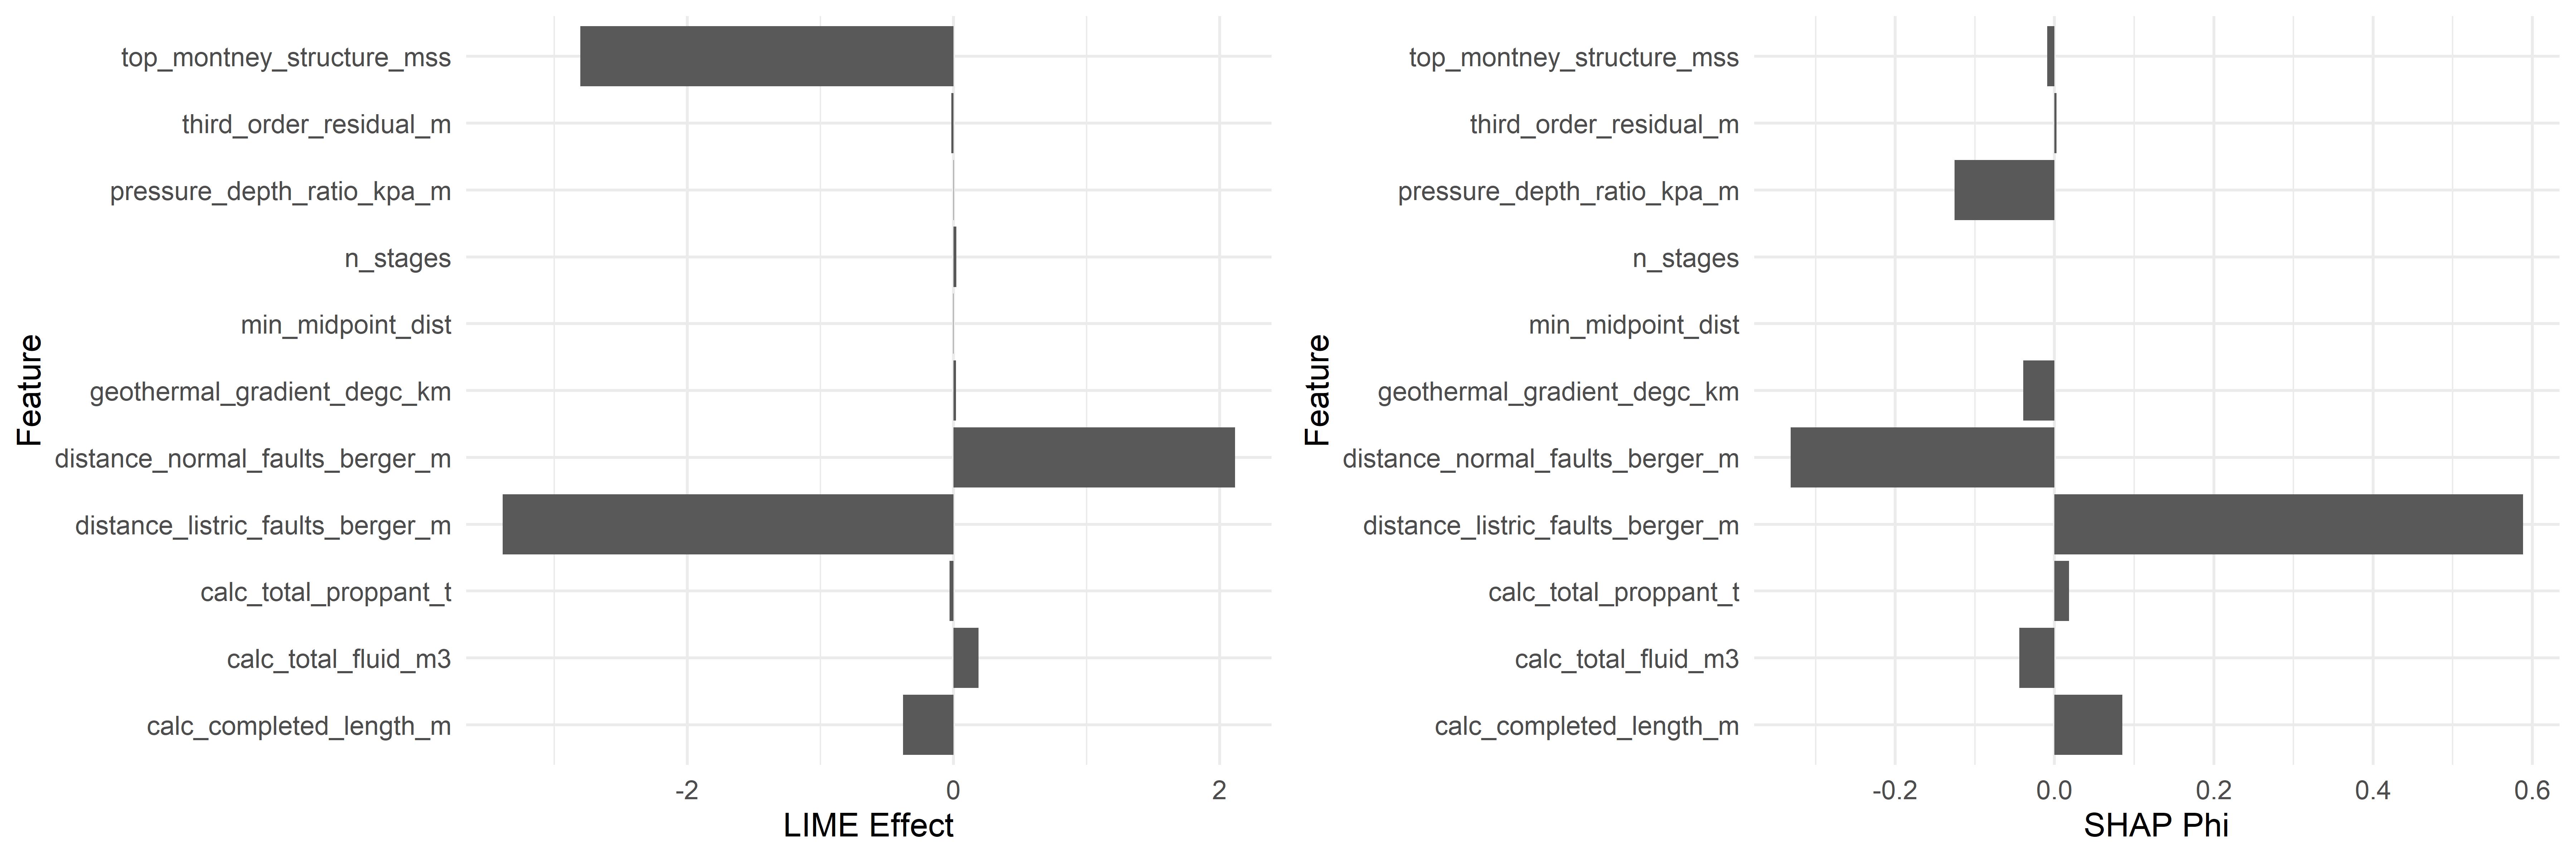 Feature
top_montney_structure_mss
third_order_residual_m
pressure_depth_ratio_kpa_m
n_stages
min_midpoint_dist
geothermal_gradient_degc_km
distance_normal_faults_berger_m
distance_listric_faults_berger_m
calc_total_proppant_t
calc_total_fluid_m3
calc_completed_length_m
-2 0 2
LIME Effect
Feature
top_montney_structure_mss
third_order_residual_m
pressure_depth_ratio_kpa_m
n_stages
min_midpoint_dist
geothermal_gradient_degc_km
distance_normal_faults_berger_m
distance_listric_faults_berger_m
calc_total_proppant_t
calc_total_fluid_m3
calc_completed_length_m
-0.2 0.0 0.2 0.4 0.6
SHAP Phi